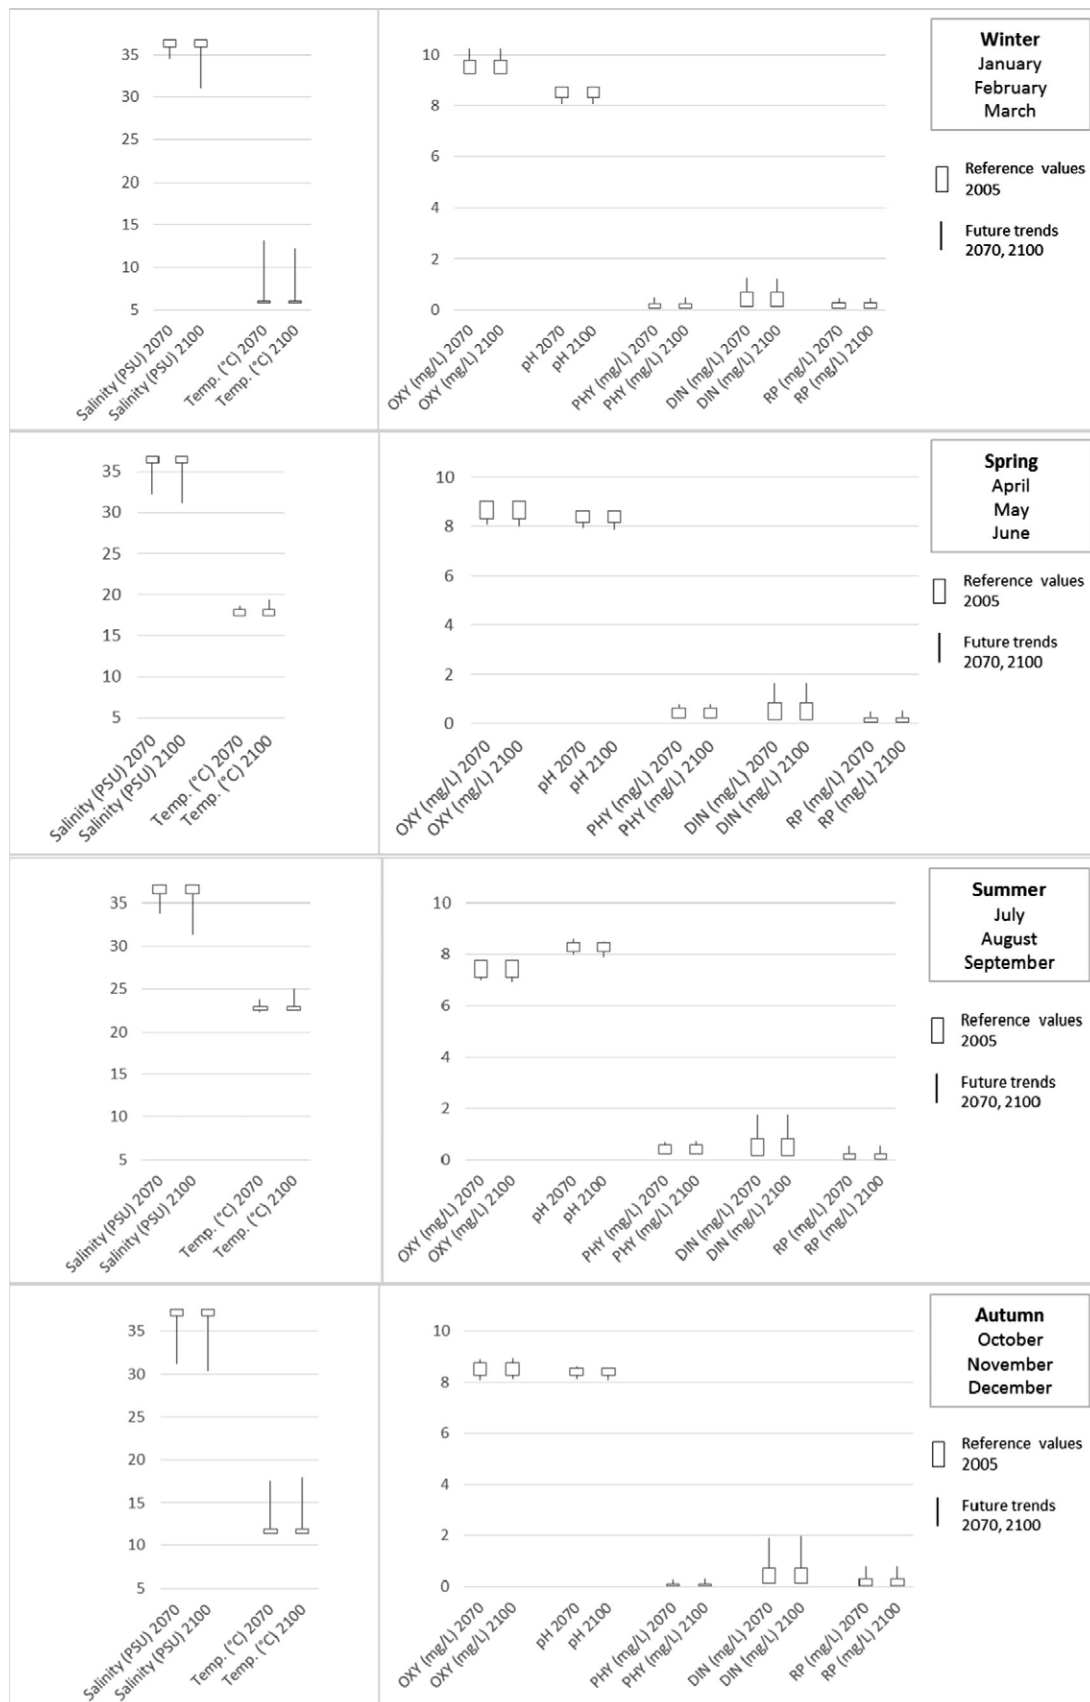 35
30
25
20
15
10
5
Salinity (PSU) 2070
Salinity (PSU) 2100
Temp. (°C) 2070
Temp. (°C) 2100
10
8
6
4
2
0
OXY (mg/L) 2070
OXY (mg/L) 2100
pH 2070
pH 2100
PHY (mg/L) 2070
PHY (mg/L) 2100
DIN (mg/L) 2070
DIN (mg/L) 2100
RP (mg/L) 2070
RP (mg/L) 2100
Winter
January
February
March
Reference values
2005
Future trends
2070, 2100
35
30
25
20
15
10
5
Salinity (PSU) 2070
Salinity (PSU) 2100
Temp. (°C) 2070
Temp. (°C) 2100
10
8
6
4
2
0
OXY (mg/L) 2070
OXY (mg/L) 2100
pH 2070
pH 2100
PHY (mg/L) 2070
PHY (mg/L) 2100
DIN (mg/L) 2070
DIN (mg/L) 2100
RP (mg/L) 2070
RP (mg/L) 2100
Spring
April
May
June
Reference values
2005
Future trends
2070, 2100
35
30
25
20
15
10
5
Salinity (PSU) 2070
Salinity (PSU) 2100
Temp. (°C) 2070
Temp. (°C) 2100
10
8
6
4
2
0
OXY (mg/L) 2070
OXY (mg/L) 2100
pH 2070
pH 2100
PHY (mg/L) 2070
PHY (mg/L) 2100
DIN (mg/L) 2070
DIN (mg/L) 2100
RP (mg/L) 2070
RP (mg/L) 2100
Summer
July
August
September
Reference values
2005
Future trends
2070, 2100
35
30
25
20
15
10
5
Salinity (PSU) 2070
Salinity (PSU) 2100
Temp. (°C) 2070
Temp. (°C) 2100
10
8
6
4
2
0
OXY (mg/L) 2070
OXY (mg/L) 2100
pH 2070
pH 2100
PHY (mg/L) 2070
PHY (mg/L) 2100
DIN (mg/L) 2070
DIN (mg/L) 2100
RP (mg/L) 2070
RP (mg/L) 2100
Autumn
October
November
December
Reference values
2005
Future trends
2070, 2100